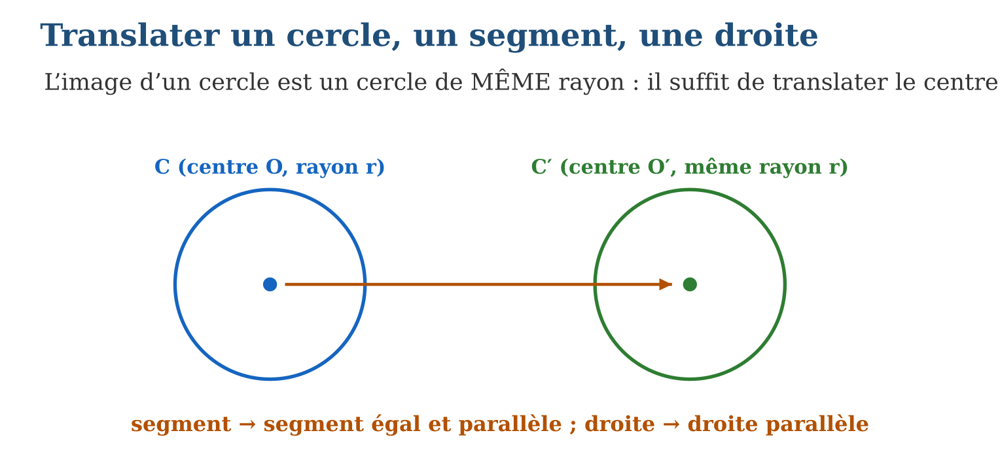 Translater un cercle, un segment, une droite
L’image d’un cercle est un cercle de MÊME rayon : il suffit de translater le centre
C (centre O, rayon r)
C′ (centre O′, même rayon r)
segment → segment égal et parallèle ; droite → droite parallèle